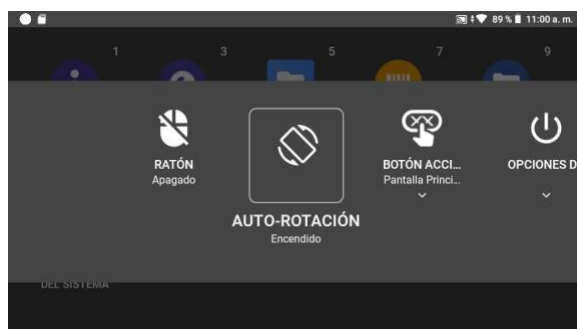 89 % 11:00 a. m.
1 3 5 7 9
RATÓN
Apagado
AUTO-ROTACIÓN
Encendido
BOTÓN ACCI...
Pantalla Princi...
OPCIONES D
DEL SISTEMA